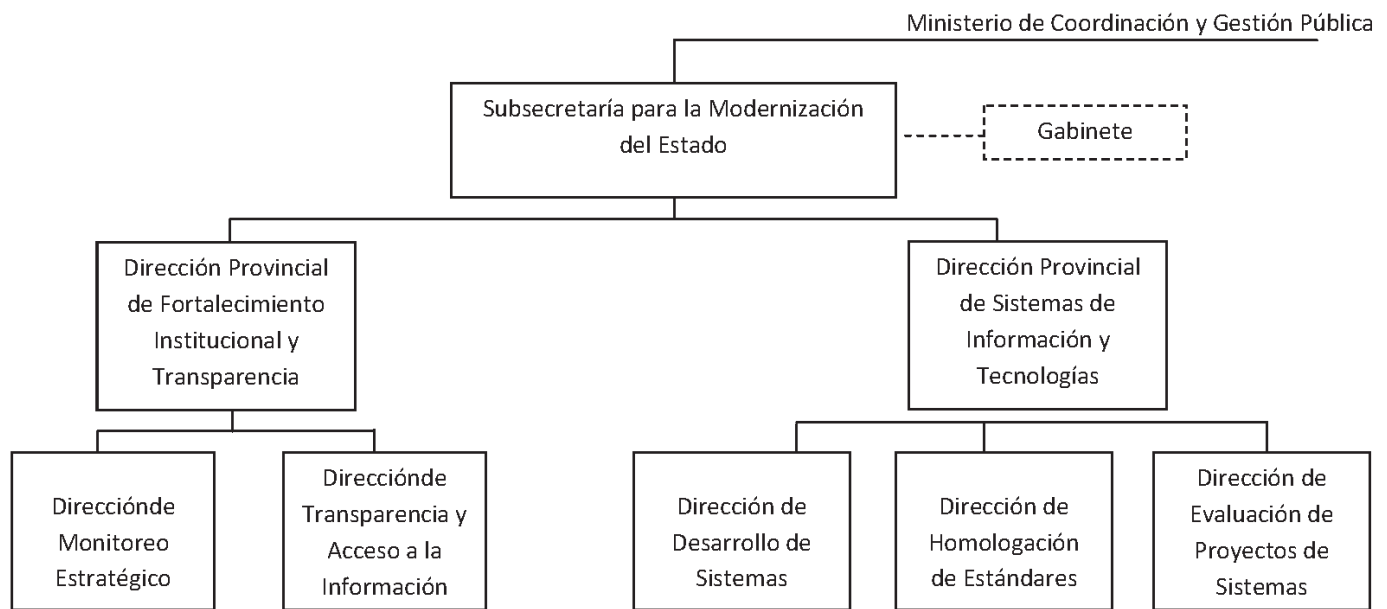 Ministerio de Coordinación y Gestión Pública
Subsecretaría para la Modernización
del Estado
Gabinete
Dirección Provincial
de Fortalecimiento
Institucional y
Transparencia
Dirección Provincial
de Sistemas de
Información y
Tecnologías
Direcciónde
Monitoreo
Estratégico
Direcciónde
Transparencia y
Acceso a la
Información
Dirección de
Desarrollo de
Sistemas
Dirección de
Homologación
de Estándares
Dirección de
Evaluación de
Proyectos de
Sistemas